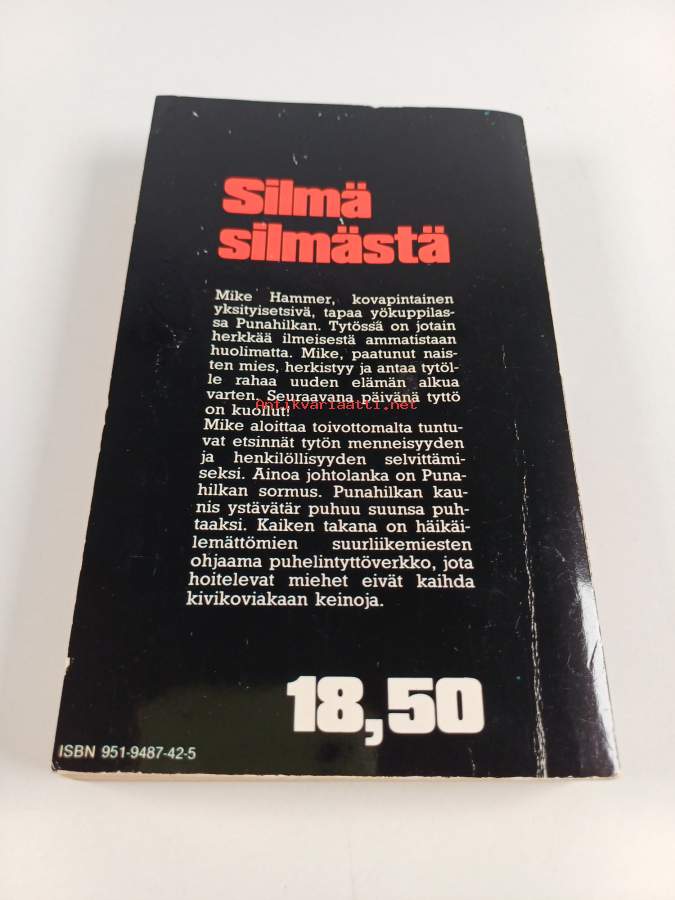 Silmä
silmästä
Mike Hammer, kovapintainen
yksityisetsivä, tapaa yökuppilas-
sa Punahilkan. Tytössä on jotain
herkkää ilmeisestä ammatistaan
huolimatta. Mike, paatunut nais-
ten mies, herkistyy ja antaa tytöl-
le rahaa uuden elämän alkua
varten. Seuraavana päivänä tyttö
Antikvariaatti.net
on kuollut!
Mike aloittaa toivottomalta tuntu-
vat etsinnät tytön menneisyyden
ja henkilöllisyyden selvittämi-
seksi. Ainoa johtolanka on Puna-
hilkan sormus. Punahilkan kau-
nis ystävätär puhuu suunsa puh-
taaksi. Kaiken takana on häikäi-
lemättömien suurliikemiesten
ohjaama puhelintyttöverkko, jota
hoitelevat miehet eivät kaihda
kivikoviakaan keinoja.
18,50
ISBN 951-9487-42-5